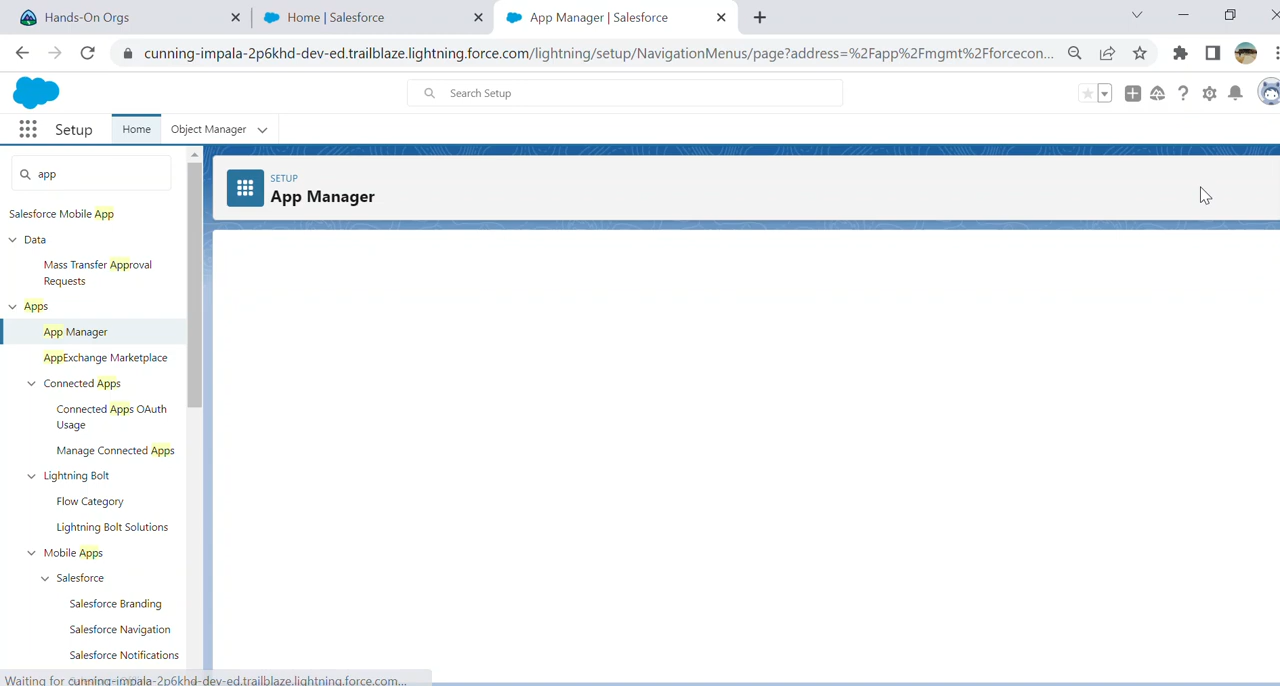 Hands-On Orgs
Home | Salesforce
App Manager | Salesforce
cunning-impala-2p6khd-dev-ed.trailblaze.lightning.force.com/lightning/setup/NavigationMenus/page?address=%2Fapp%2Fmgmt%2Fforcecon...
Search Setup
Setup
Home
Object Manager
app
SETUP
App Manager
Salesforce Mobile App
Data
Mass Transfer Approval
Requests
Apps
App Manager
AppExchange Marketplace
Connected Apps
Connected Apps OAuth
Usage
Manage Connected Apps
Lightning Bolt
Flow Category
Lightning Bolt Solutions
Mobile Apps
Salesforce
Salesforce Branding
Salesforce Navigation
Salesforce Notifications
Waiting for cunning-impala-2p6khd-dev-ed.trailblaze.lightning.force.com...